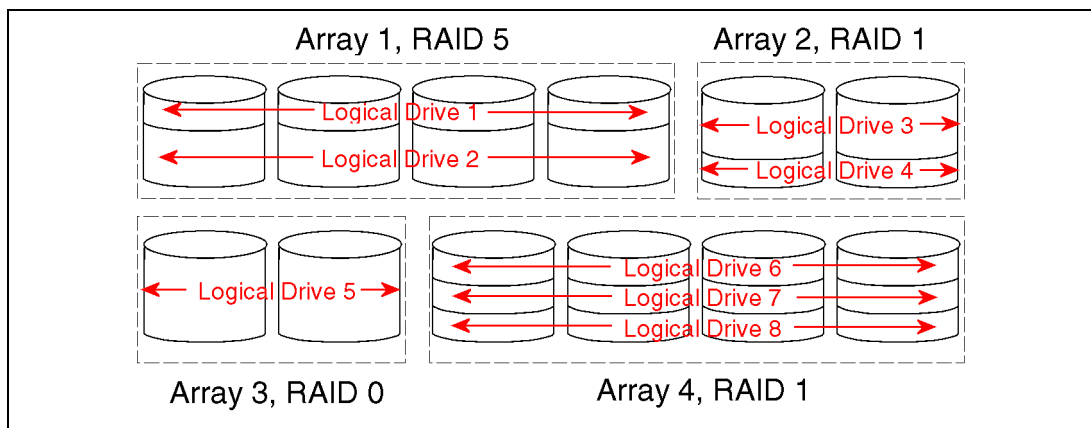 Array 1, RAID 5
Array 2, RAID 1
Logical Drive 1
Logical Drive 2
Logical Drive 3
Logical Drive 4
Logical Drive 5
Logical Drive 6
Logical Drive 7
Logical Drive 8
Array 3, RAID 0
Array 4, RAID 1